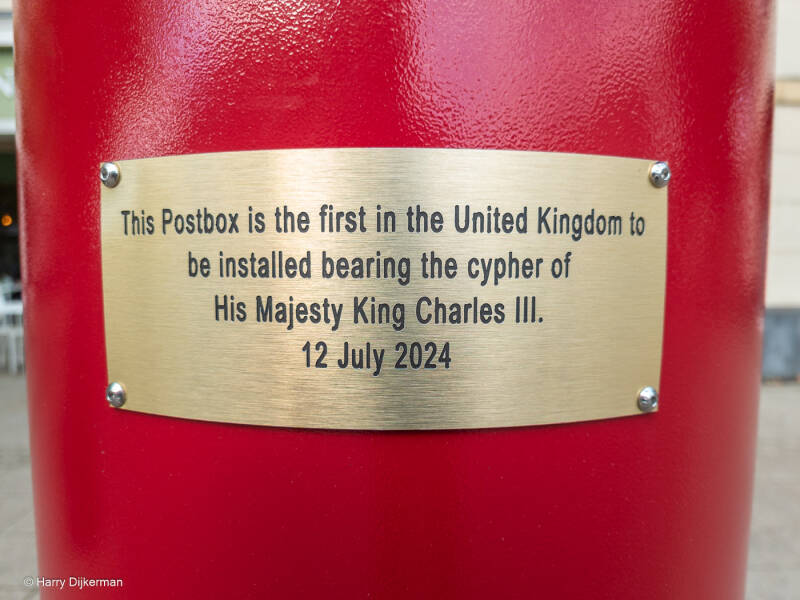 This Postbox is the first in the United Kingdom to
be installed bearing the cypher of
His Majesty King Charles III.
12 July 2024
© Harry Dijkerman